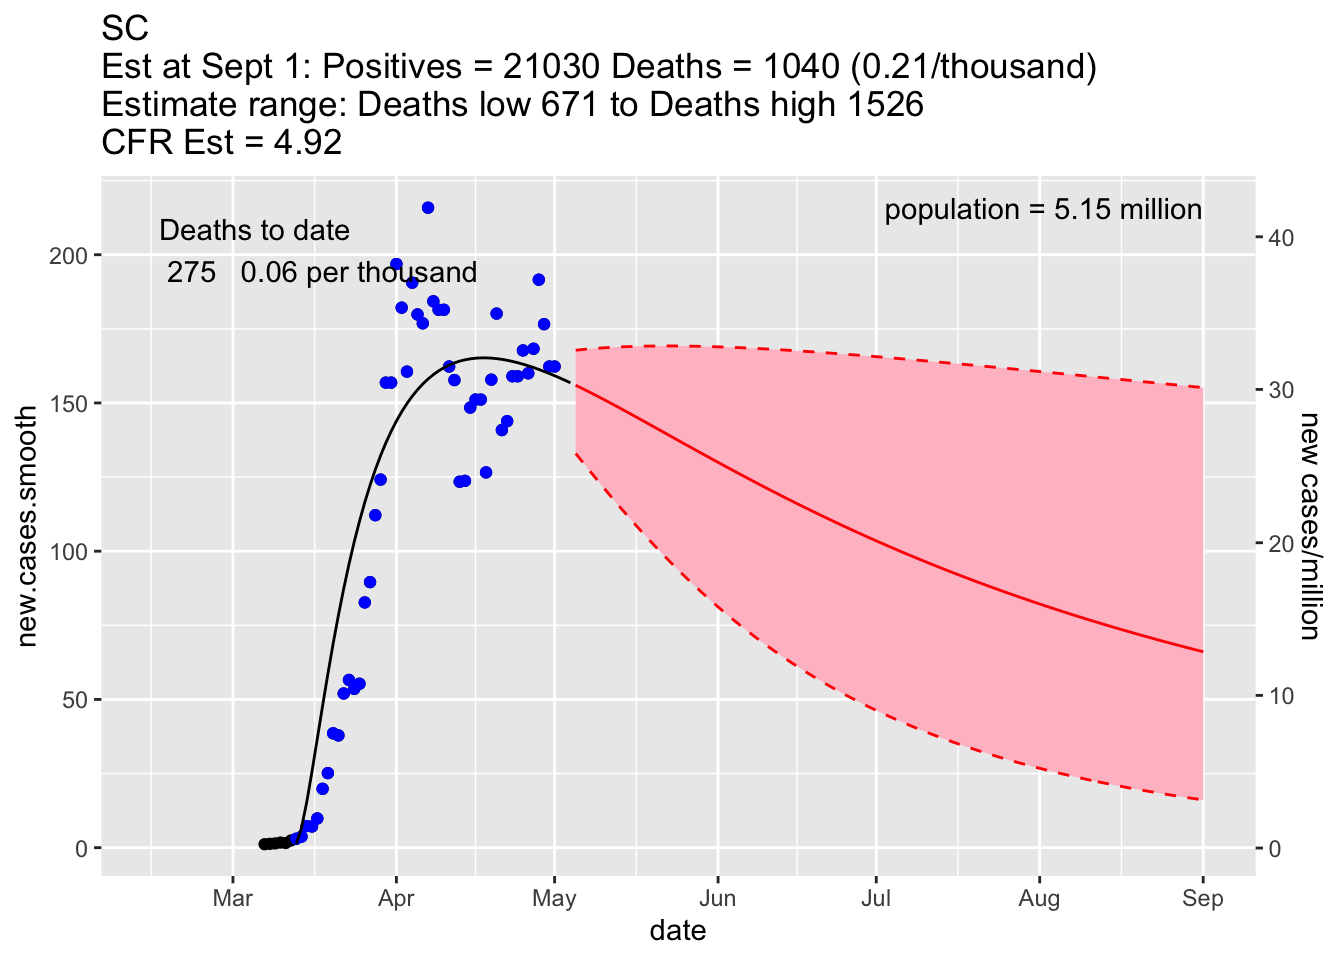 SC
Est at Sept 1: Positives = 21030 Deaths = 1040 (0.21/thousand)
Estimate range: Deaths low 671 to Deaths high 1526
CFR Est = 4.92
population = 5.15 million
Deaths to date
275 0.06 per thousand
new.cases.smooth
200
150
100
50
0
40
30
20
10
0
new cases/million
Mar Apr May Jun Jul Aug Sep
date